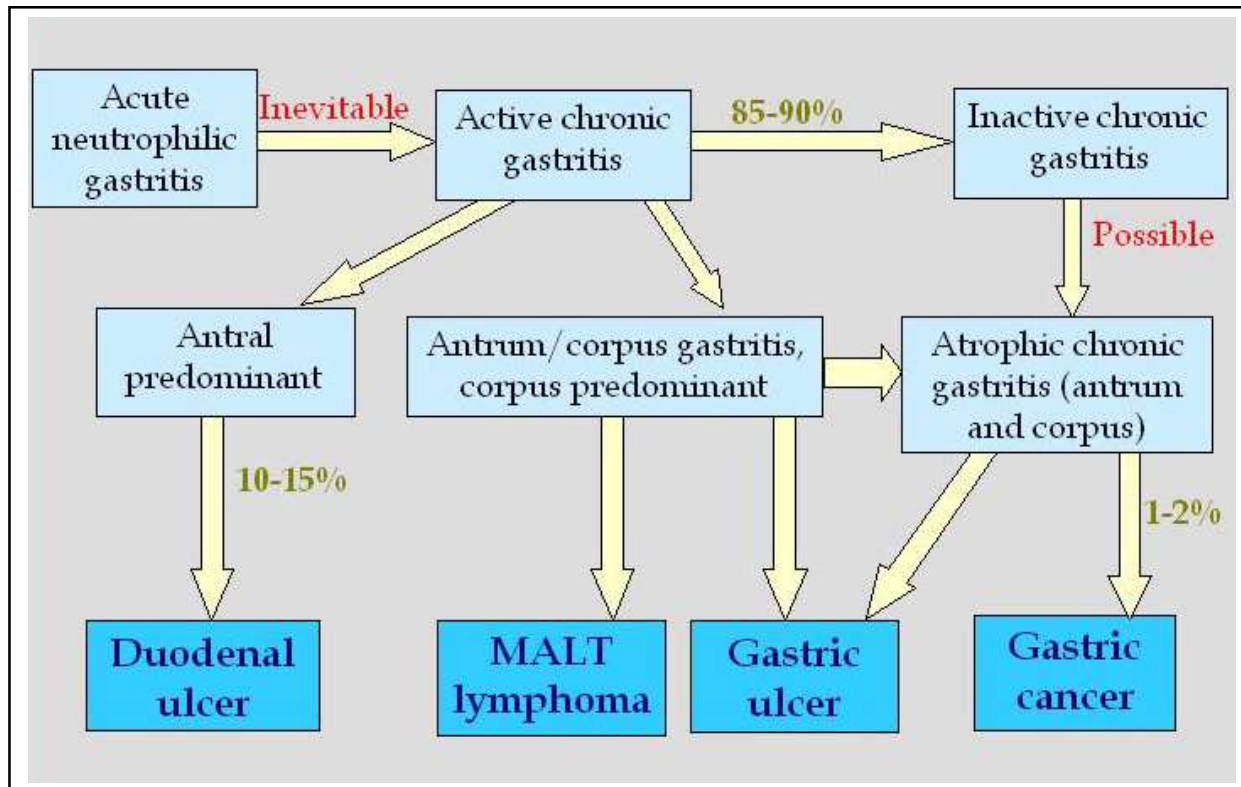 Acute
neutrophilic
gastritis
Inevitable
Active chronic
gastritis
85-90%
Inactive chronic
gastritis
Possible
Antral
predominant
Antrum/corpus gastritis,
corpus predominant
Atrophic chronic
gastritis (antrum
and corpus)
10-15%
1-2%
Duodenal
ulcer
MALT
lymphoma
Gastric
ulcer
Gastric
cancer